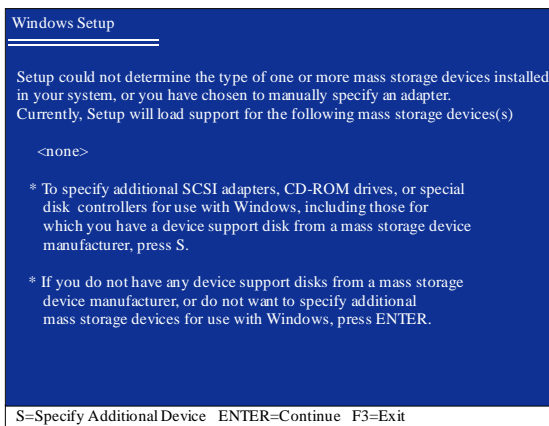 Windows Setup
Setup could not determine the type of one or more mass storage devices installed
in your system, or you have chosen to manually specify an adapter.
Currently, Setup will load support for the following mass storage devices(s)
<none>
* To specify additional SCSI adapters, CD-ROM drives, or special
disk controllers for use with Windows, including those for
which you have a device support disk from a mass storage device
manufacturer, press S.
* If you do not have any device support disks from a mass storage
device manufacturer, or do not want to specify additional
mass storage devices for use with Windows, press ENTER.
S=Specify Additional Device ENTER=Continue F3=Exit